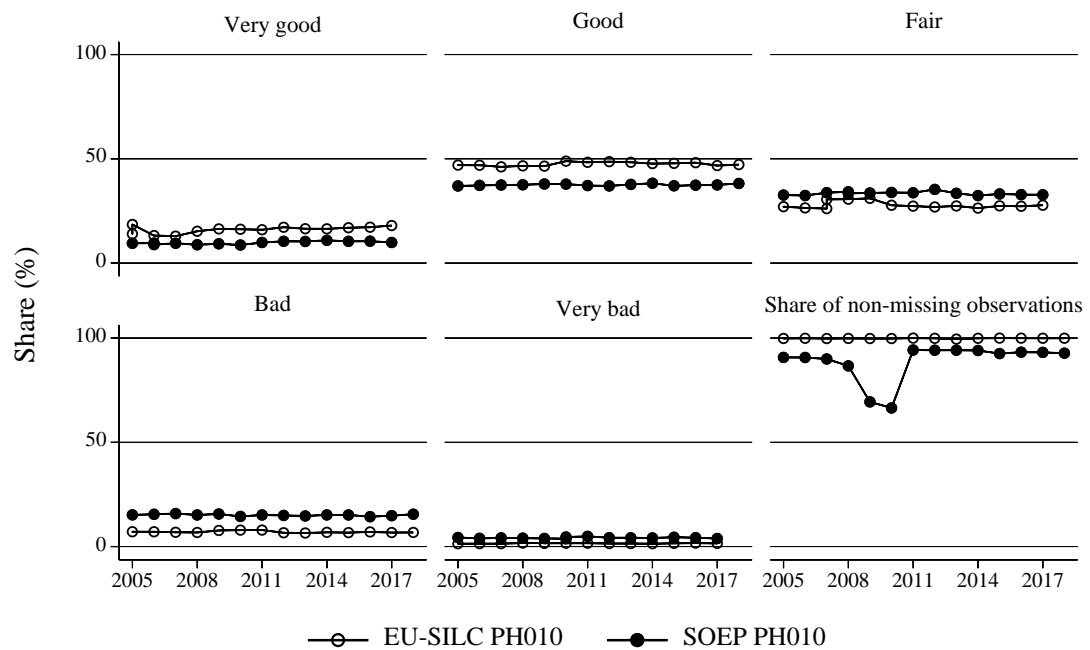 Very good Good Fair
100
50
0
Share (%)
Bad Very bad Share of non-missing observations
100
50
0
2005 2008 2011 2014 2017 2005 2008 2011 2014 2017 2005 2008 2011 2014 2017
EU-SILC PH010 SOEP PH010